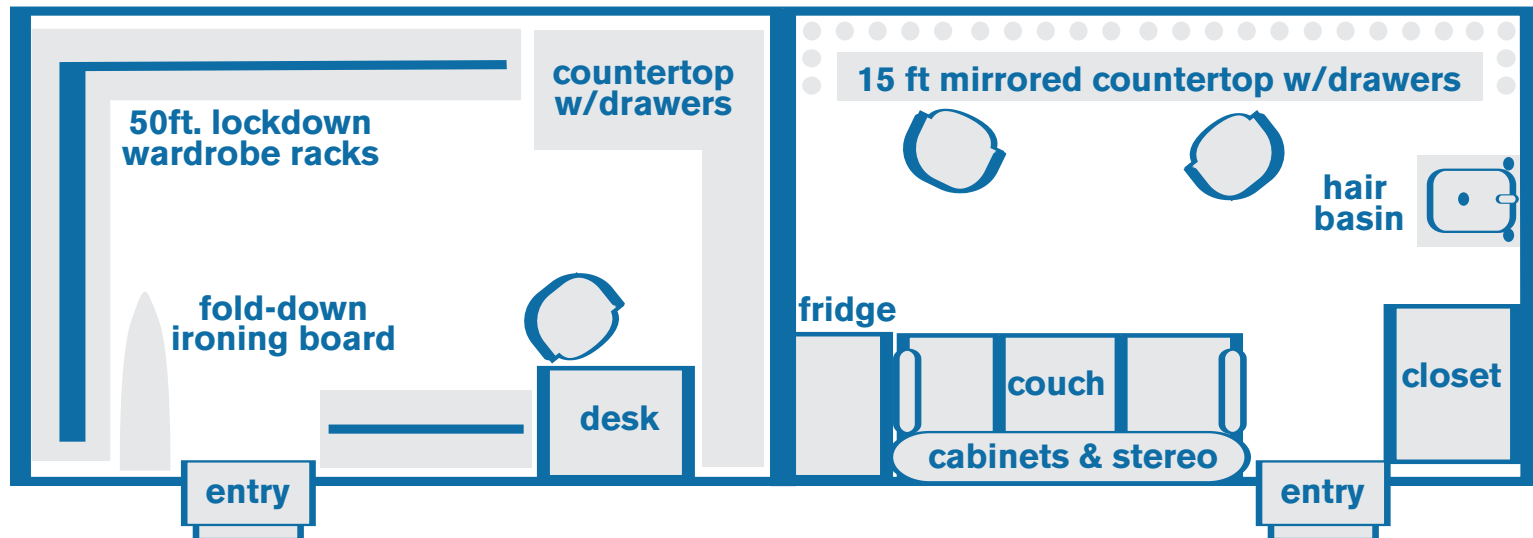 countertop
w/drawers
50ft. lockdown
wardrobe racks
fold-down
ironing board
desk
entry
15 ft mirrored countertop w/drawers
hair
basin
fridge
couch
closet
cabinets & stereo
entry